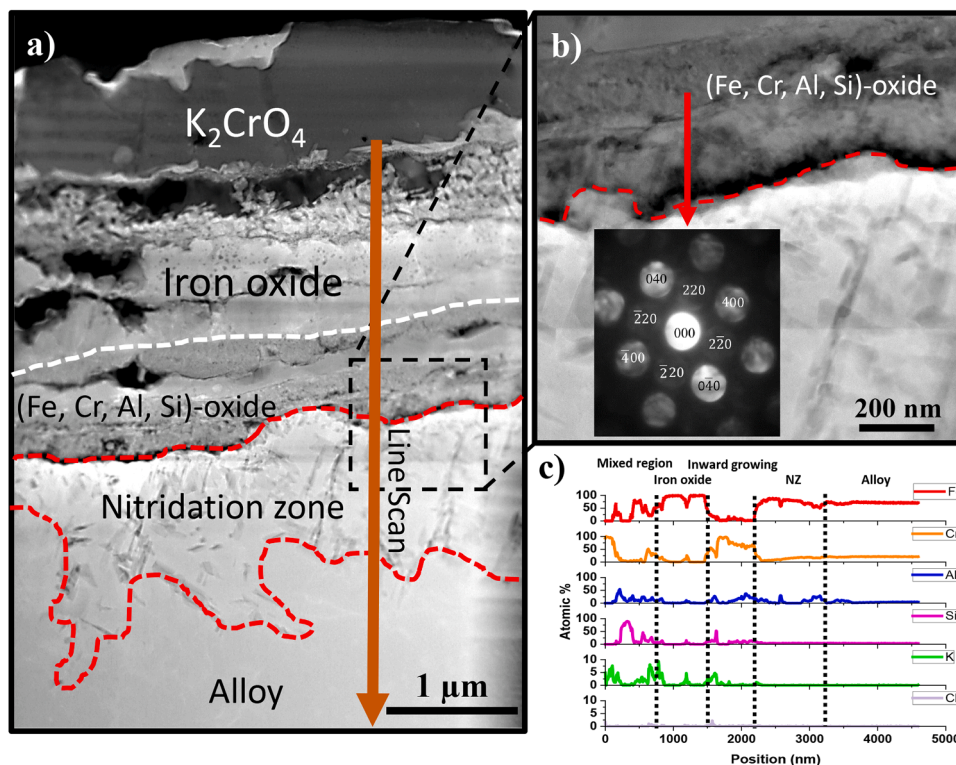 a)
K₂CrO₄
Iron oxide
(Fe, Cr, Al, Si)-oxide
Line Scan
Nitridation zone
Alloy
1 µm
b)
(Fe, Cr, Al, Si)-oxide
040
220
400
2̅20
000
4̅00
22̅0
2̅20
04̅0
200 nm
c)
Mixed region
Inward growing
Iron oxide
NZ
Alloy
100
50
0
F
100
50
0
Cr
100
50
0
Al
100
50
0
Si
10
5
0
K
10
5
0
Cl
Atomic %
0 1000 2000 3000 4000 5000
Position (nm)